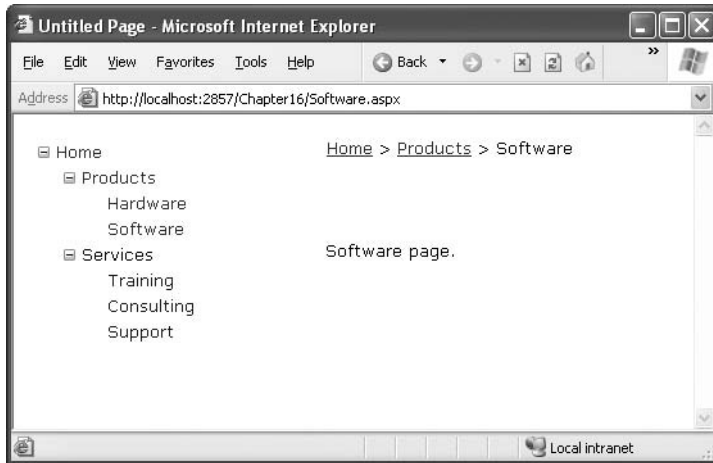 Untitled Page - Microsoft Internet Explorer
File Edit View Favorites Tools Help Back »
Address http://localhost:2857/Chapter16/Software.aspx
Home
Products
Hardware
Software
Services
Training
Consulting
Support
Home > Products > Software
Software page.
Local intranet